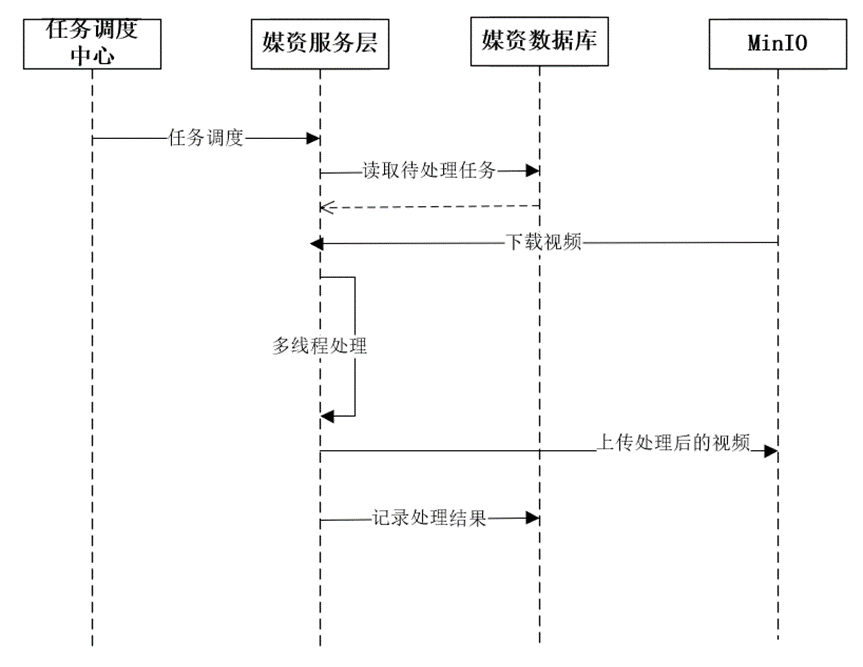 任务调度
中心
媒资服务层
媒资数据库
MinIO
任务调度
读取待处理任务
下载视频
多线程处理
上传处理后的视频
记录处理结果